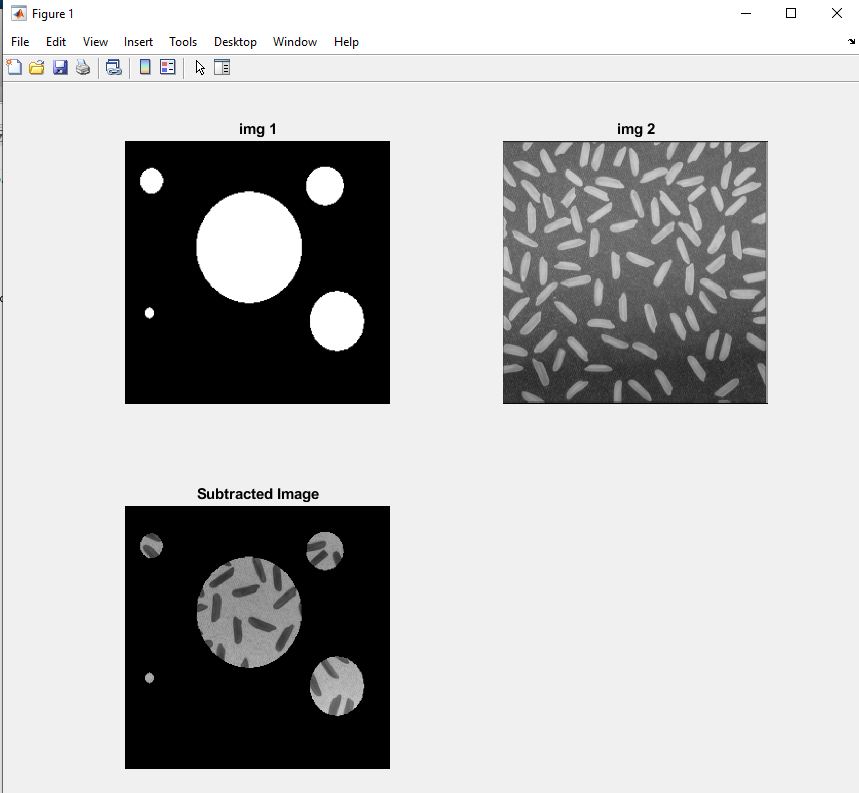 Figure 1
File Edit View Insert Tools Desktop Window Help
img 1
img 2
Subtracted Image